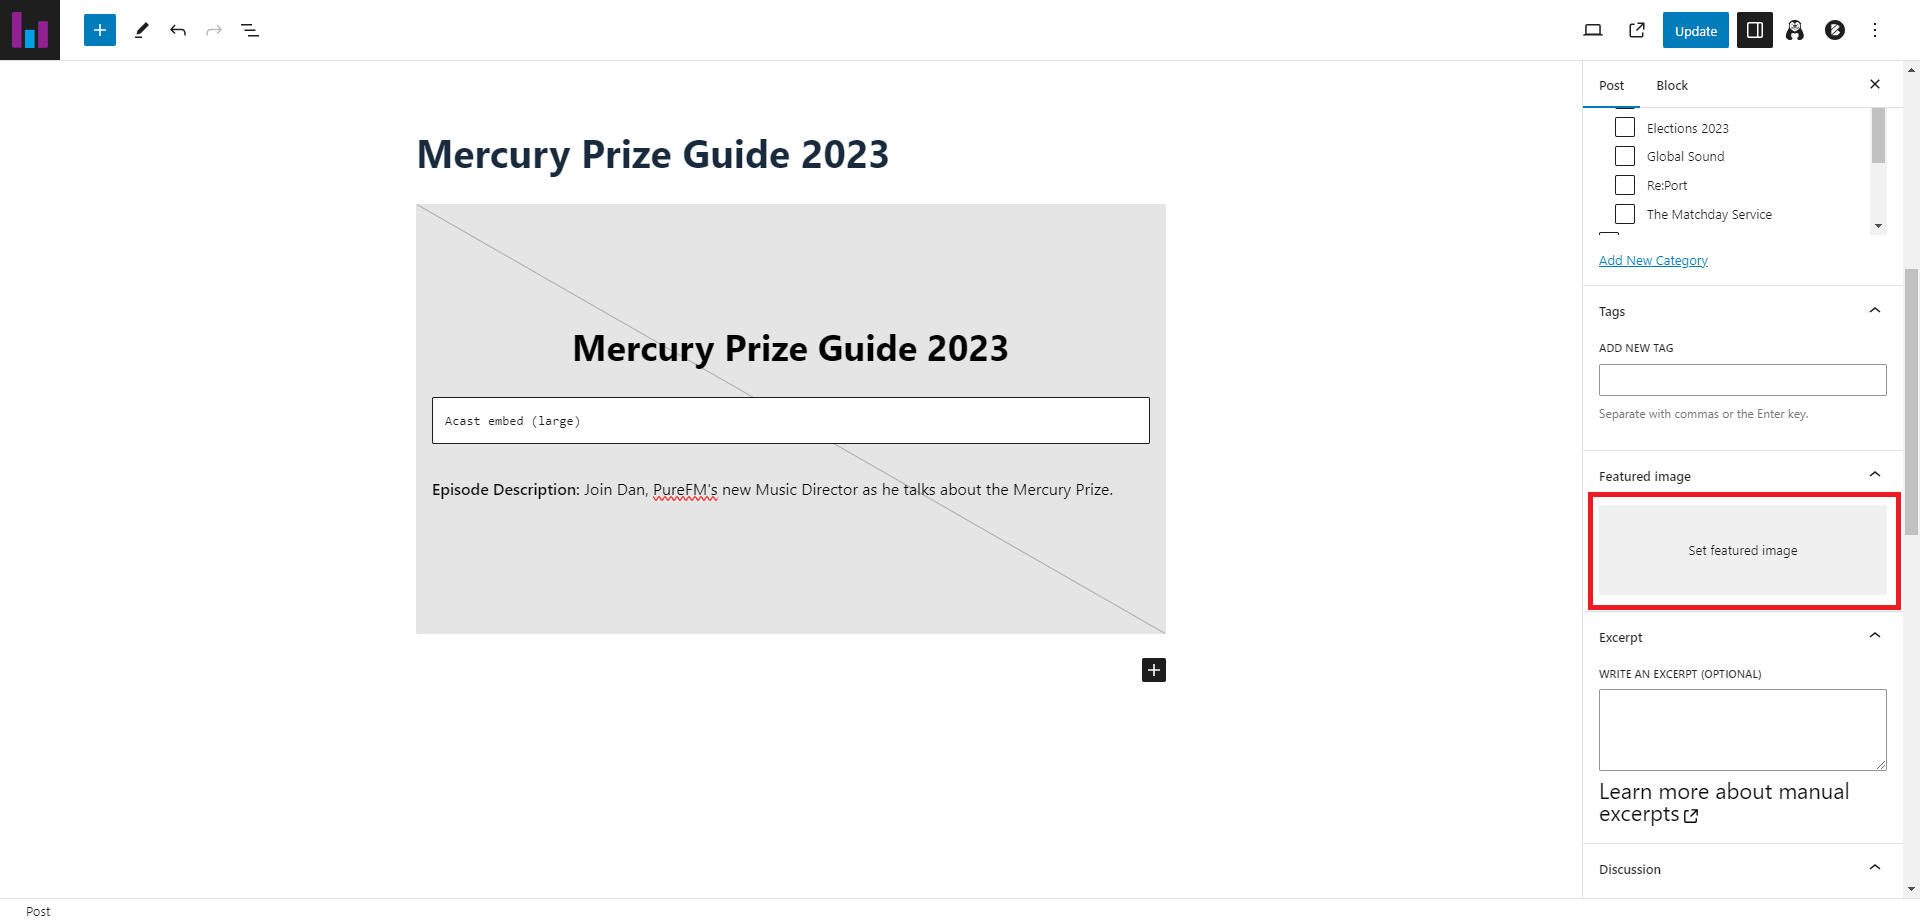 Update
Mercury Prize Guide 2023
Mercury Prize Guide 2023
Acast embed (large)
Episode Description: Join Dan, PureFM's new Music Director as he talks about the Mercury Prize.
Post
Block
Elections 2023
Global Sound
Re:Port
The Matchday Service
Add New Category
Tags
ADD NEW TAG
Separate with commas or the Enter key.
Featured image
Set featured image
Excerpt
WRITE AN EXCERPT (OPTIONAL)
Learn more about manual
excerpts
Discussion
Post